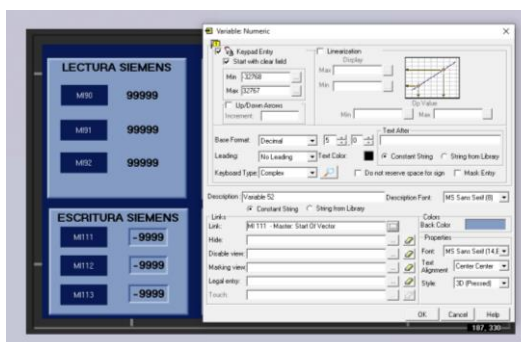 LECTURA SIEMENS
MI90 99999
MI91 99999
MI92 99999
ESCRITURA SIEMENS
MI111 -9999
MI112 -9999
MI113 -9999
Variable: Numeric
Keypad Entry
Start with clear field
Min -32768
Max 32767
Up/Down Arrows
Increment:
Linearization
Display
Max
Min
Op Value
Min Max
Base Format: Decimal 5 . 0
Leading: No Leading Text Color:
Keyboard Type: Complex
Text After
Constant String String from Library
Do not reserve space for sign Mask Entry
Description: Variable 52 Description Font: MS Sans Serif (8)
Constant String String from Library
Links
Link: MI 111 - Master: Start Of Vector
Hide:
Disable view:
Marking view:
Legal entry:
Touch:
Colors
Back Color
Properties
Font: MS Sans Serif (14,
Text Alignment Center Center
Style: 3D (Pressed)
OK Cancel Help
187, 330